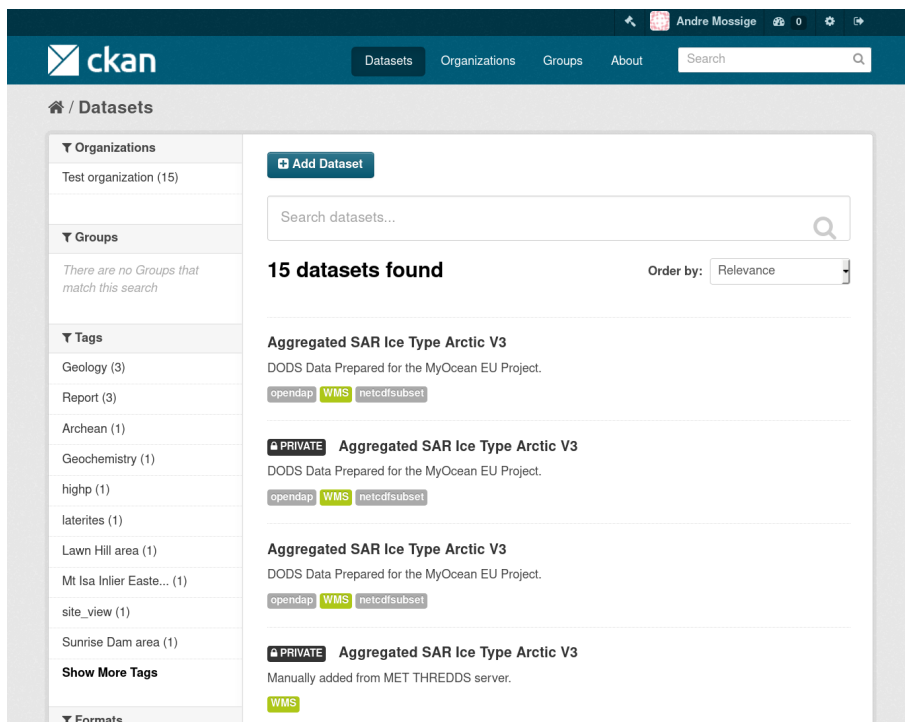 Andre Mossige 0
ckan
Datasets Organizations Groups About Search
/ Datasets
Organizations
Test organization (15)
Groups
There are no Groups that
match this search
Tags
Geology (3)
Report (3)
Archean (1)
Geochemistry (1)
highp (1)
laterites (1)
Lawn Hill area (1)
Mt Isa Inlier Easte... (1)
site_view (1)
Sunrise Dam area (1)
Show More Tags
Formats
Add Dataset
Search datasets...
15 datasets found
Order by: Relevance
Aggregated SAR Ice Type Arctic V3
DODS Data Prepared for the MyOcean EU Project.
opendap WMS netcdfsubset
PRIVATE Aggregated SAR Ice Type Arctic V3
DODS Data Prepared for the MyOcean EU Project.
opendap WMS netcdfsubset
Aggregated SAR Ice Type Arctic V3
DODS Data Prepared for the MyOcean EU Project.
opendap WMS netcdfsubset
PRIVATE Aggregated SAR Ice Type Arctic V3
Manually added from MET THREDDS server.
WMS